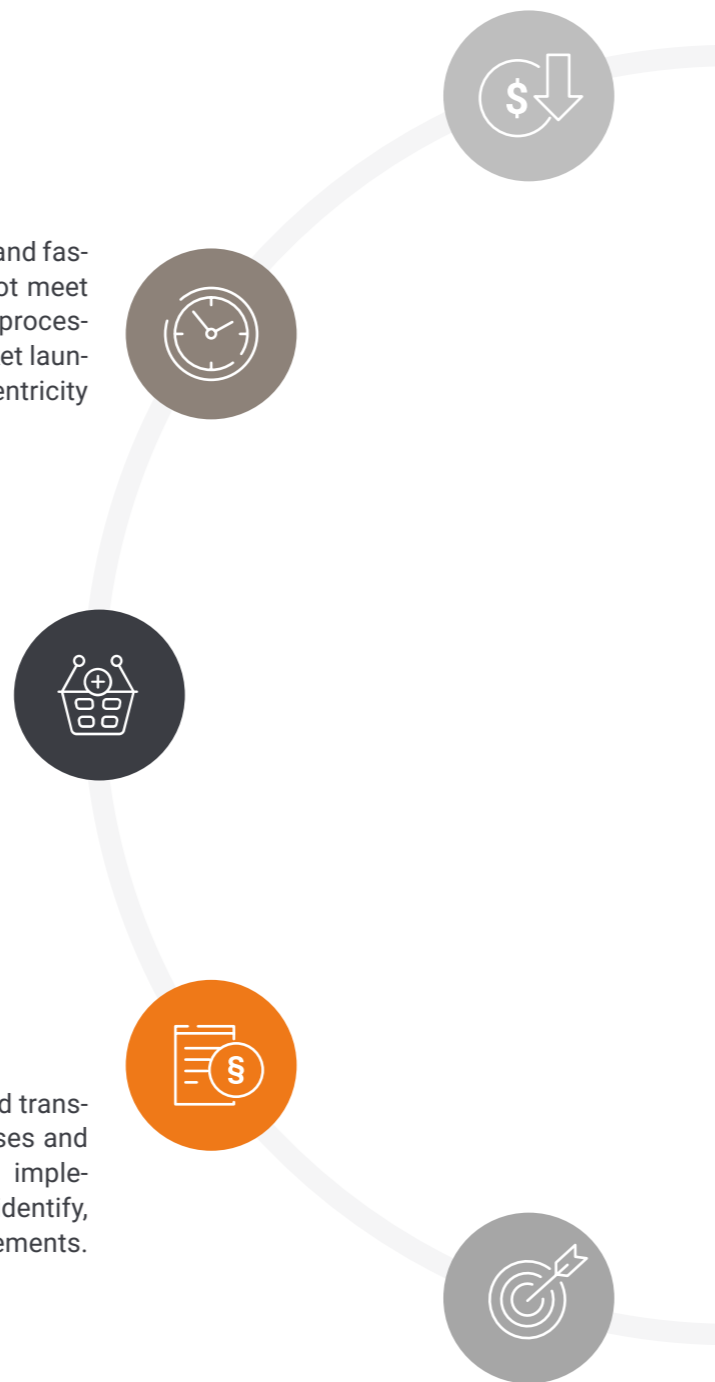 $
and fas-
ot meet
proces-
et laun-
entricity
§
d trans-
ses and
imple-
dentify,
ements.